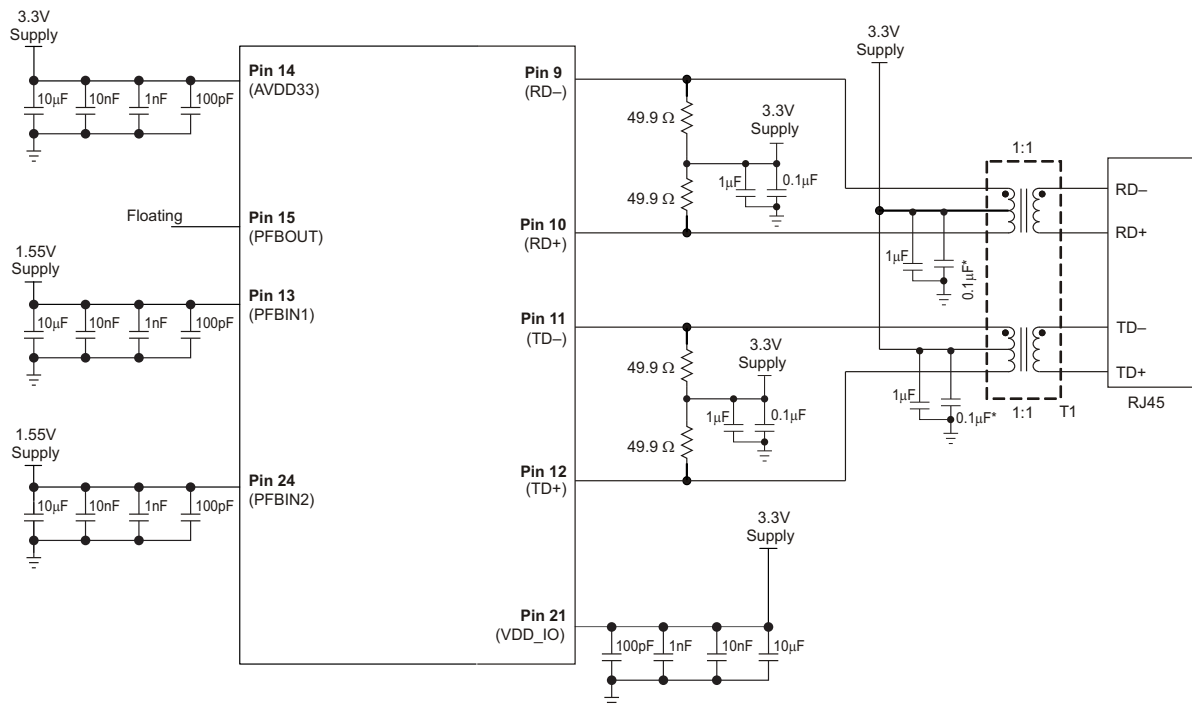 3.3V
Supply
10μF
10nF
1nF
100pF
Pin 14
(AVDD33)
Floating
Pin 15
(PFBOUT)
1.55V
Supply
10μF
10nF
1nF
100pF
Pin 13
(PFBIN1)
1.55V
Supply
10μF
10nF
1nF
100pF
Pin 24
(PFBIN2)
Pin 9
(RD–)
Pin 10
(RD+)
Pin 11
(TD–)
Pin 12
(TD+)
Pin 21
(VDD_IO)
49.9 Ω
49.9 Ω
3.3V
Supply
1μF
0.1μF
49.9 Ω
49.9 Ω
3.3V
Supply
1μF
0.1μF
3.3V
Supply
100pF
1nF
10nF
10μF
3.3V
Supply
1μF
0.1μF*
1μF
0.1μF*
1:1
1:1
T1
RD–
RD+
TD–
TD+
RJ45